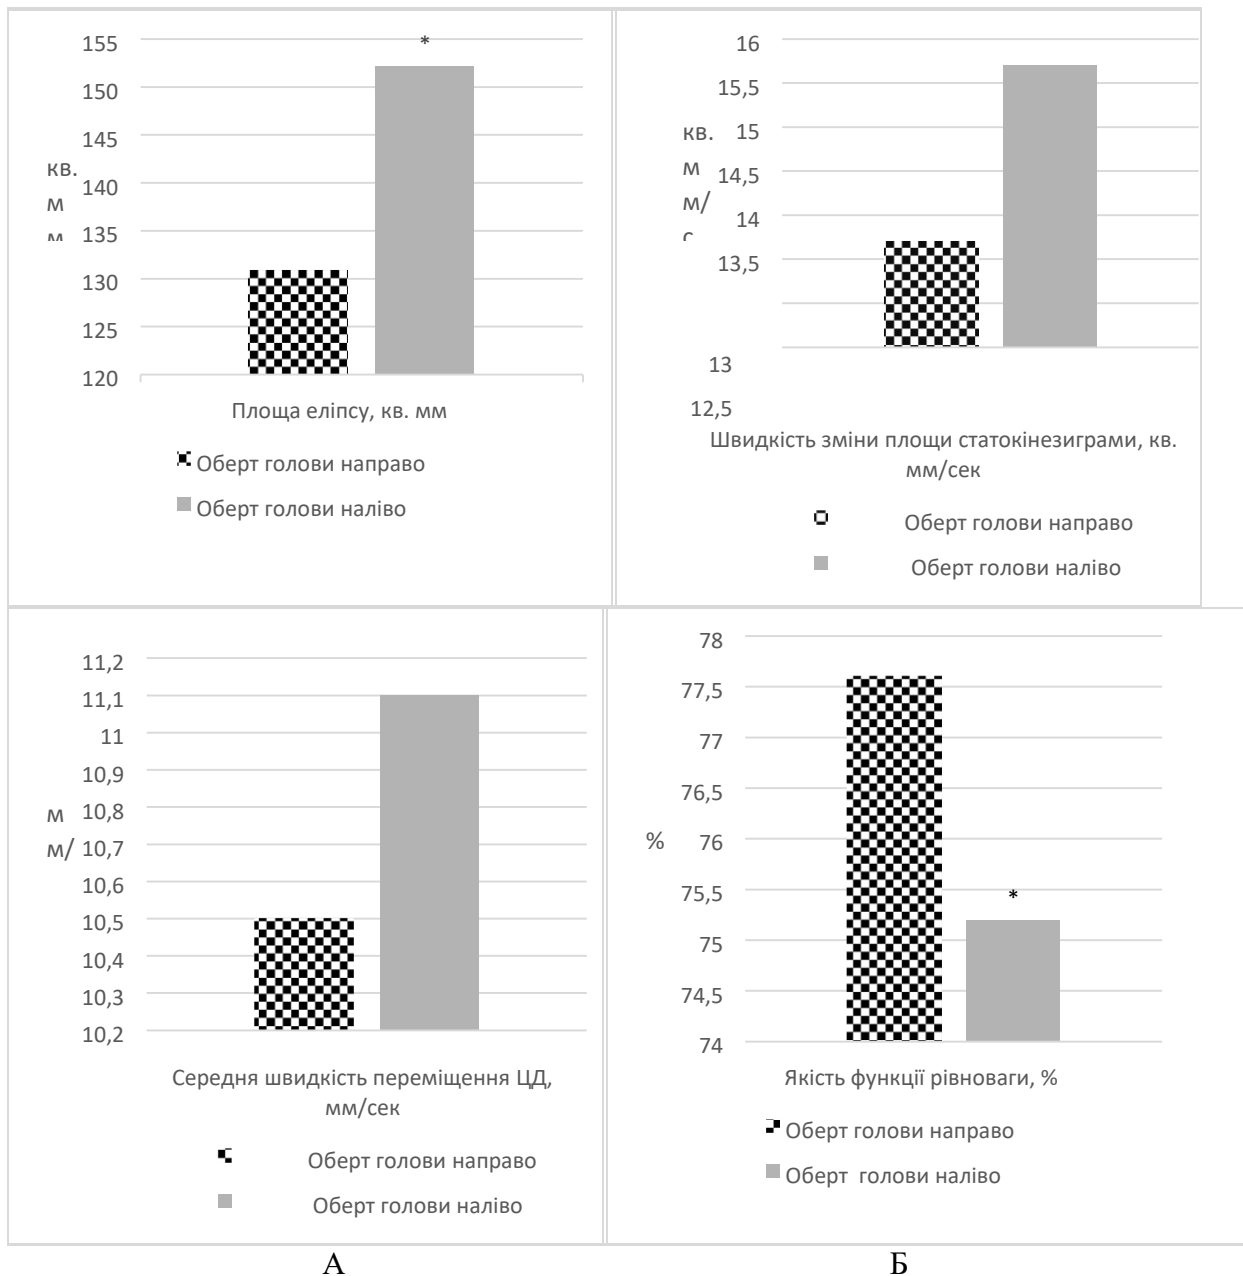 155
*
150
145
кв.
140
м
135
м
130
125
120
Площа еліпсу, кв. мм
Оберт голови направо
Оберт голови наліво
16
15,5
15
кв.
м
14,5
м/
14
с
13,5
13
12,5
Швидкість зміни площи статокінезиграми, кв.
мм/сек
Оберт голови направо
Оберт голови наліво
11,2
11,1
11
10,9
м
10,8
м/
10,7
10,6
10,5
10,4
10,3
10,2
Середня швидкість переміщення ЦД,
мм/сек
Оберт голови направо
Оберт голови наліво
78
77,5
77
76,5
76
%
75,5
*
75
74,5
74
Якість функції рівноваги, %
Оберт голови направо
Оберт голови наліво
А
Б